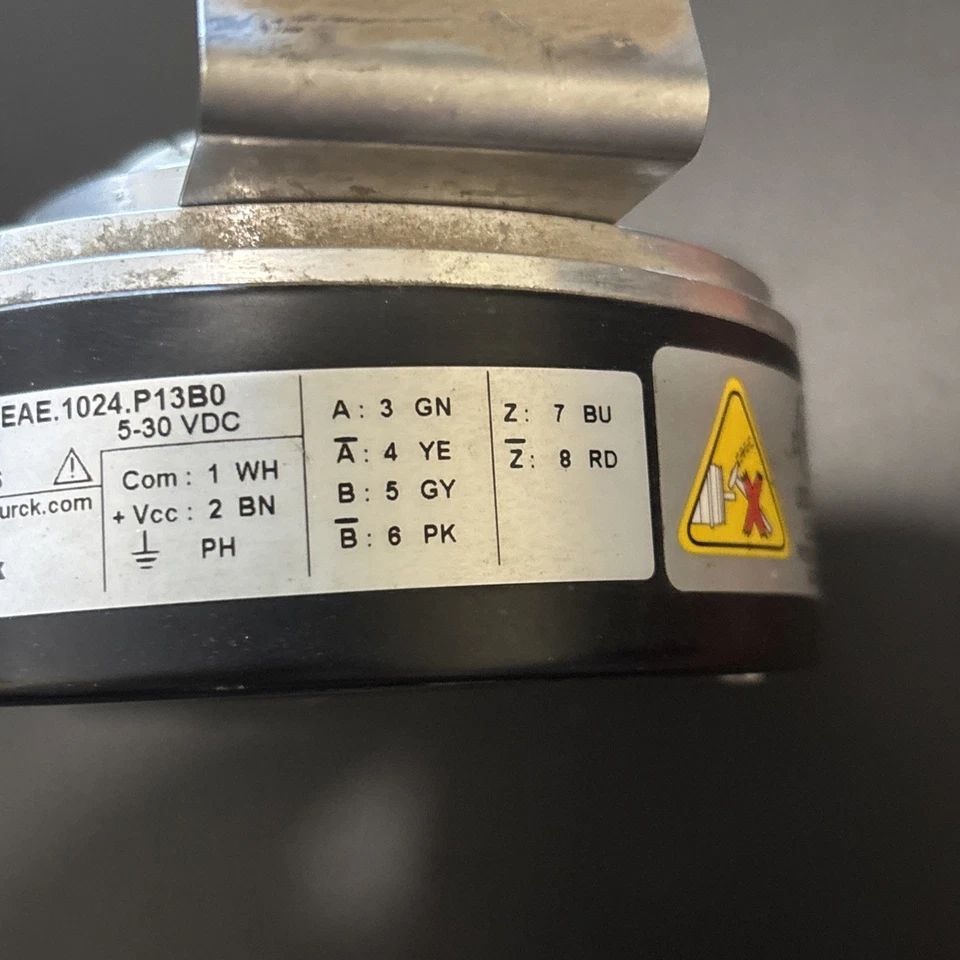 EAE.1024.P13B0
5-30 VDC
urck.com
Com : 1 WH
+ Vcc : 2 BN
PH
A : 3 GN
A̅ : 4 YE
B : 5 GY
B̅ : 6 PK
Z : 7 BU
Z̅ : 8 RD